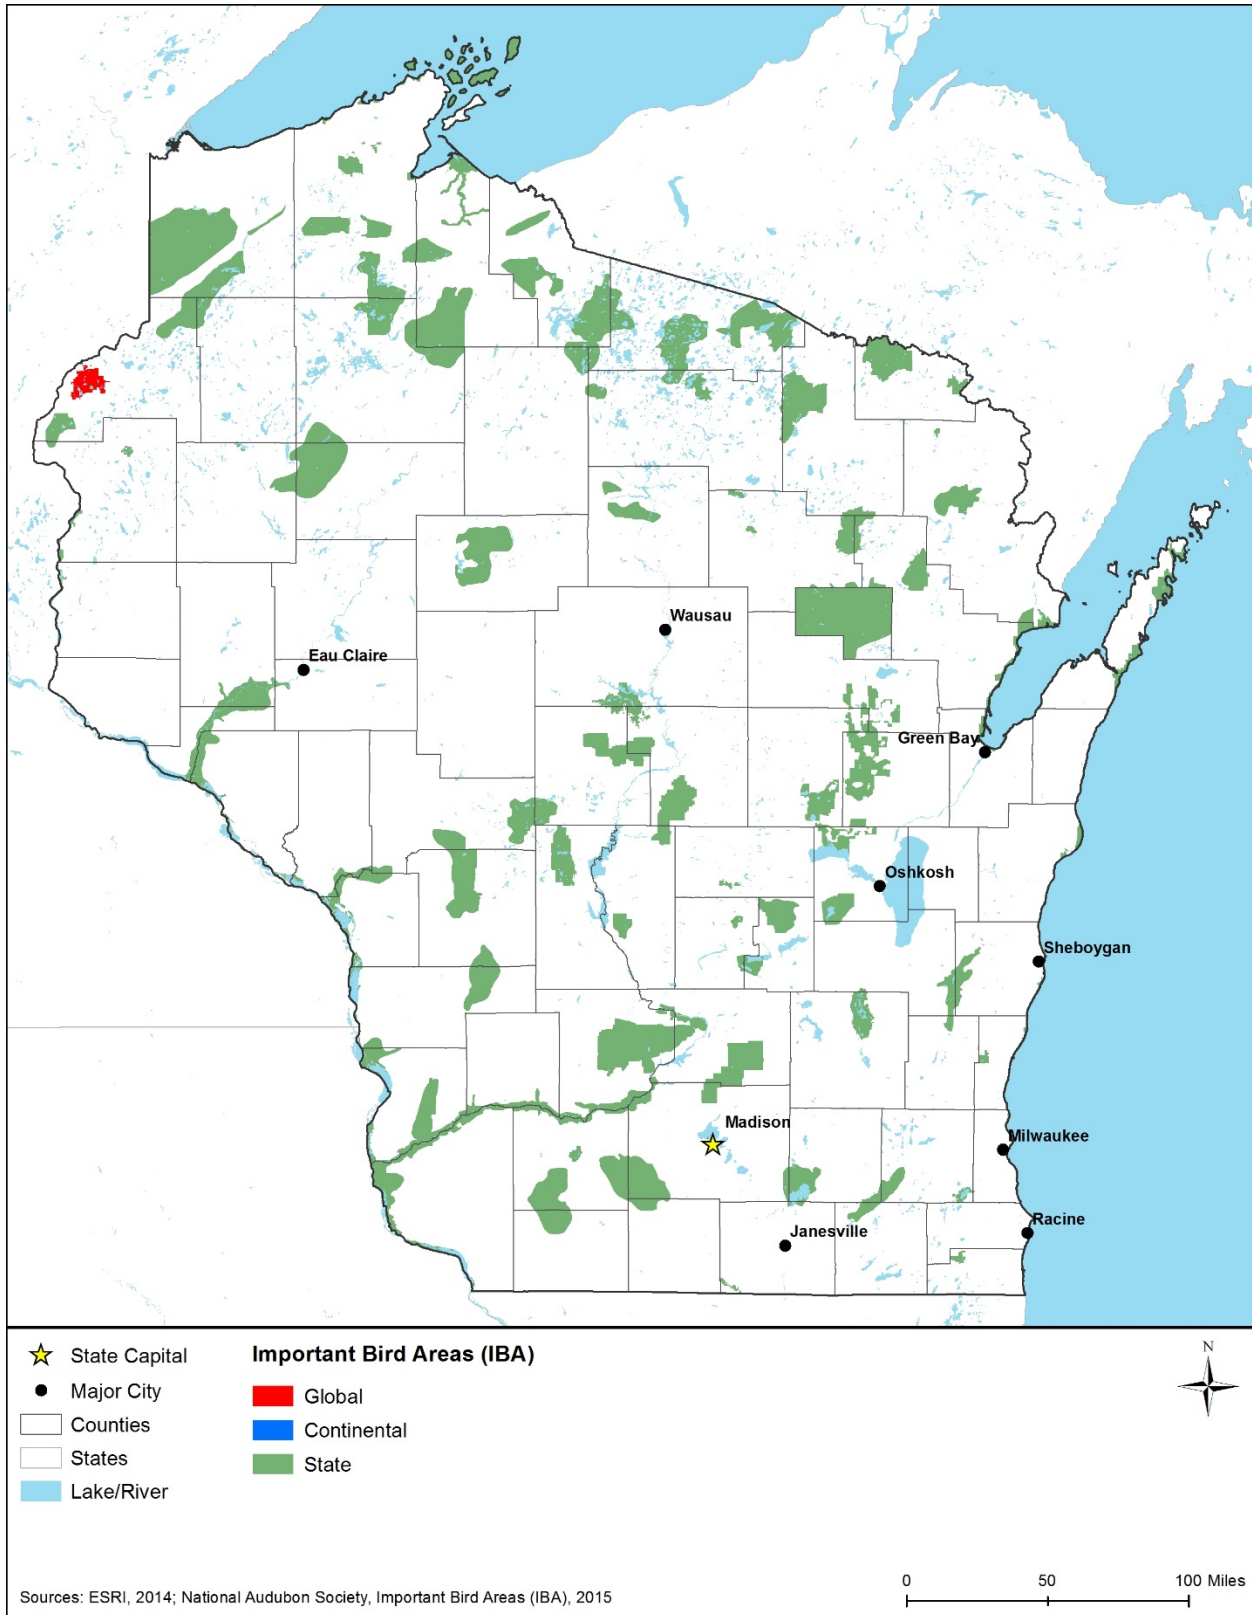 Wausau
Eau Claire
Green Bay
Oshkosh
Sheboygan
Madison
Milwaukee
Racine
Janesville
State Capital
Major City
Counties
States
Lake/River
Important Bird Areas (IBA)
Global
Continental
State
N
Sources: ESRI, 2014; National Audubon Society, Important Bird Areas (IBA), 2015
0 50 100 Miles